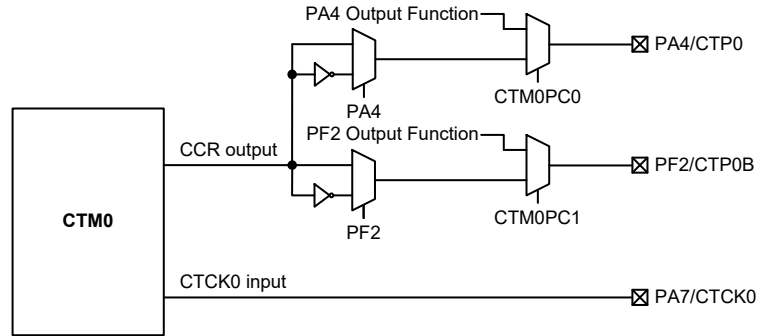 PA4 Output Function
PA4/CTP0
CTM0PC0
PA4
PF2 Output Function
CCR output
PF2/CTP0B
CTM0PC1
CTM0
PF2
CTCK0 input
PA7/CTCK0